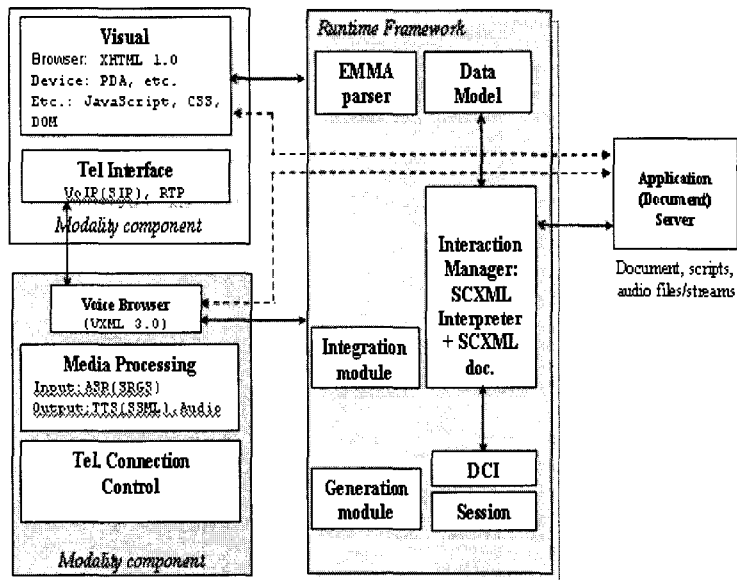 Visual
Browser: XHTML 1.0
Device: PDA, etc.
Etc.: JavaScript, CSS,
DOM
Tel Interface
VoIP(SIP), RTP
Modality component
Voice Browser
(VXML 3.0)
Media Processing
Input:ASR(SRGS)
Output:TTS(SSML),Audio
Tel. Connection
Control
Modality component
Runtime Framework
EMMA
parser
Data
Model
Interaction
Manager:
SCXML
Interpreter
+ SCXML
doc.
Integration
module
Generation
module
DCI
Session
Application
(Document)
Server
Document, scripts,
audio files/streams